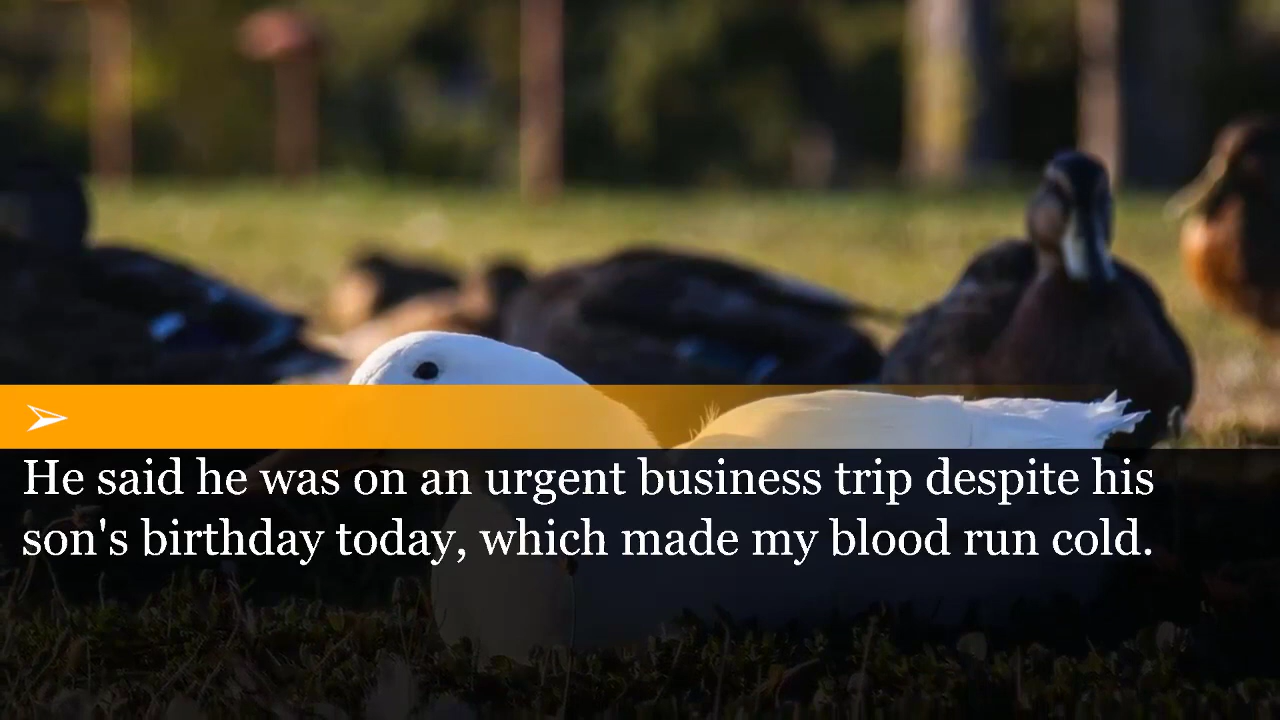 He said he was on an urgent business trip despite his
son's birthday today, which made my blood run cold.